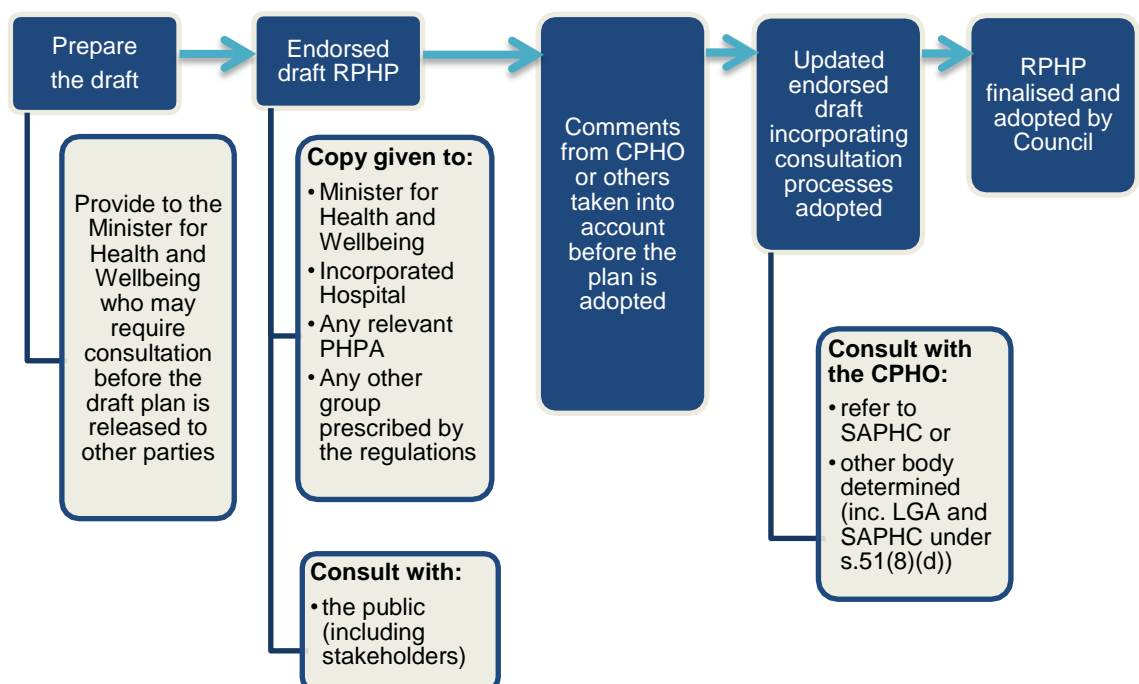 Prepare
the draft
Provide to the
Minister for
Health and
Wellbeing
who may
require
consultation
before the
draft plan is
released to
other parties
Endorsed
draft RPHP
Copy given to:
• Minister for
Health and
Wellbeing
• Incorporated
Hospital
• Any relevant
PHPA
• Any other
group
prescribed by
the regulations
Consult with:
• the public
(including
stakeholders)
Comments
from CPHO
or others
taken into
account
before the
plan is
adopted
Updated
endorsed
draft
incorporating
consultation
processes
adopted
Consult with
the CPHO:
• refer to
SAPHC or
• other body
determined
(inc. LGA and
SAPHC under
s.51(8)(d))
RPHP
finalised and
adopted by
Council